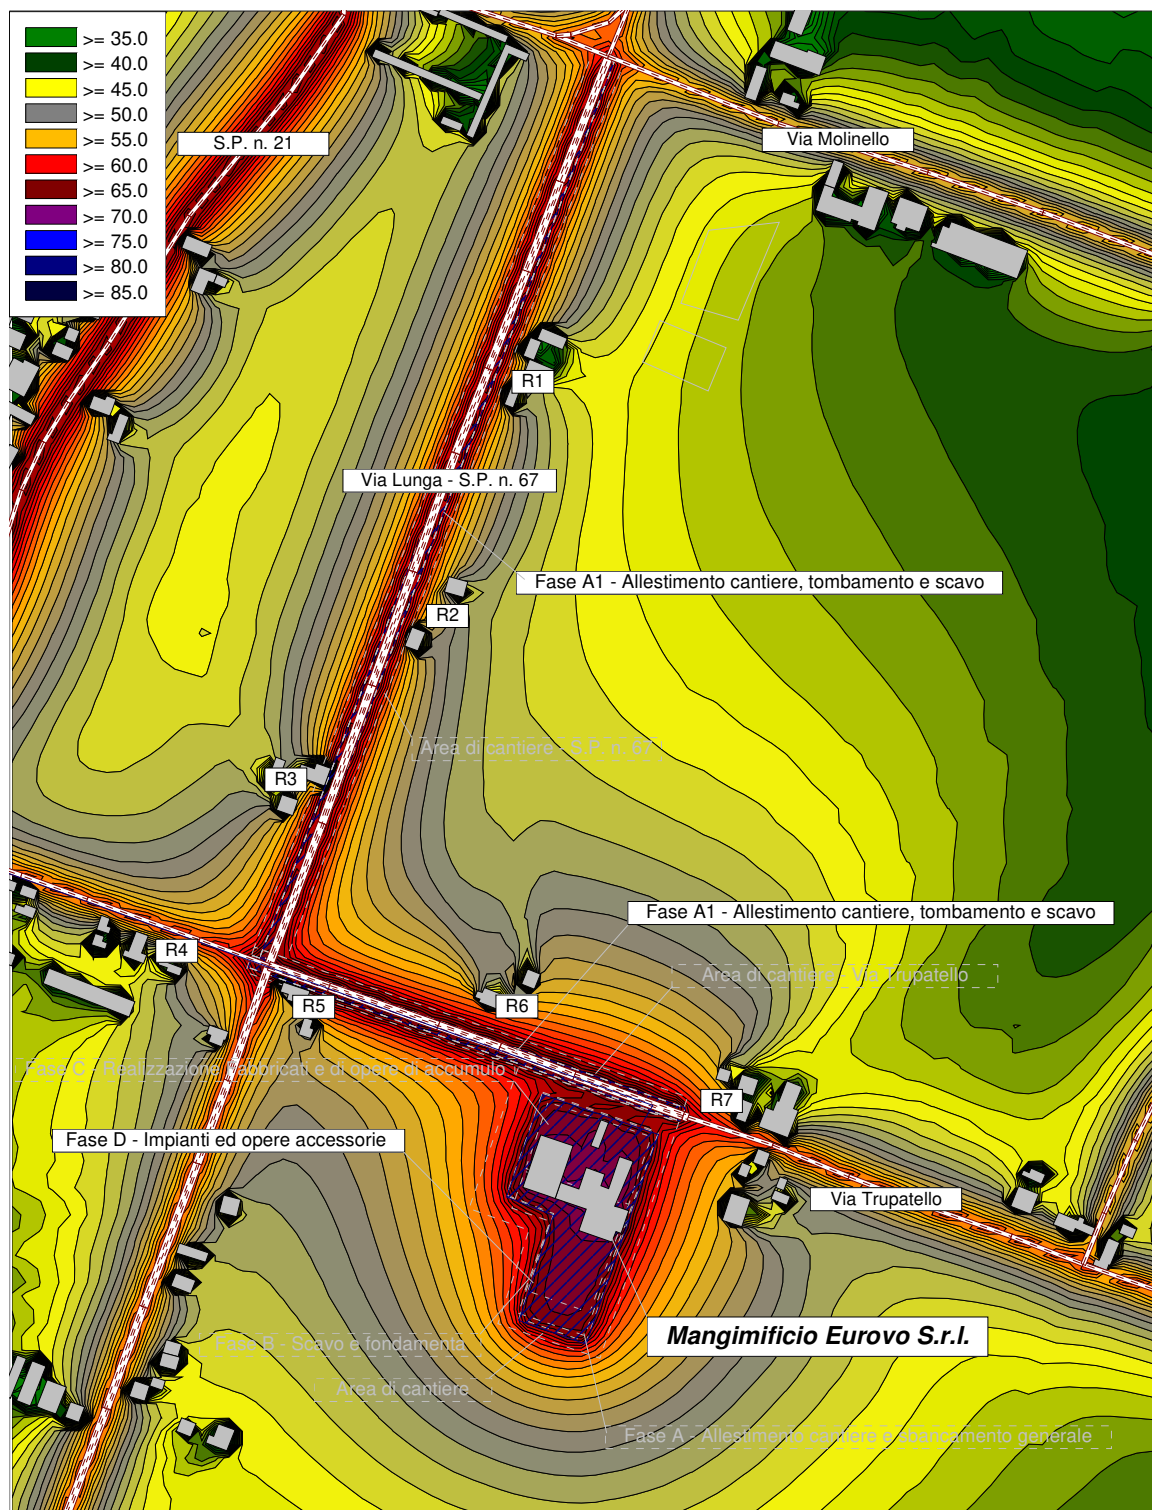 >= 35.0
>= 40.0
>= 45.0
>= 50.0
>= 55.0
>= 60.0
>= 65.0
>= 70.0
>= 75.0
>= 80.0
>= 85.0
S.P. n. 21
Via Molinello
R1
Via Lunga - S.P. n. 67
Fase A1 - Allestimento cantiere, tombamento e scavo
R2
Area di cantiere - S.P. n. 67
R3
Fase A1 - Allestimento cantiere, tombamento e scavo
R4
Area di cantiere - Via Trupatello
R5
R6
Fase C - Realizzazione Fabbricati e di opere di accumulo
R7
Fase D - Impianti ed opere accessorie
Via Trupatello
Mangimificio Eurovo S.r.l.
Fase B - Scavo e fondamenta
Area di cantiere
Fase A - Allestimento cantiere e sbancamento generale